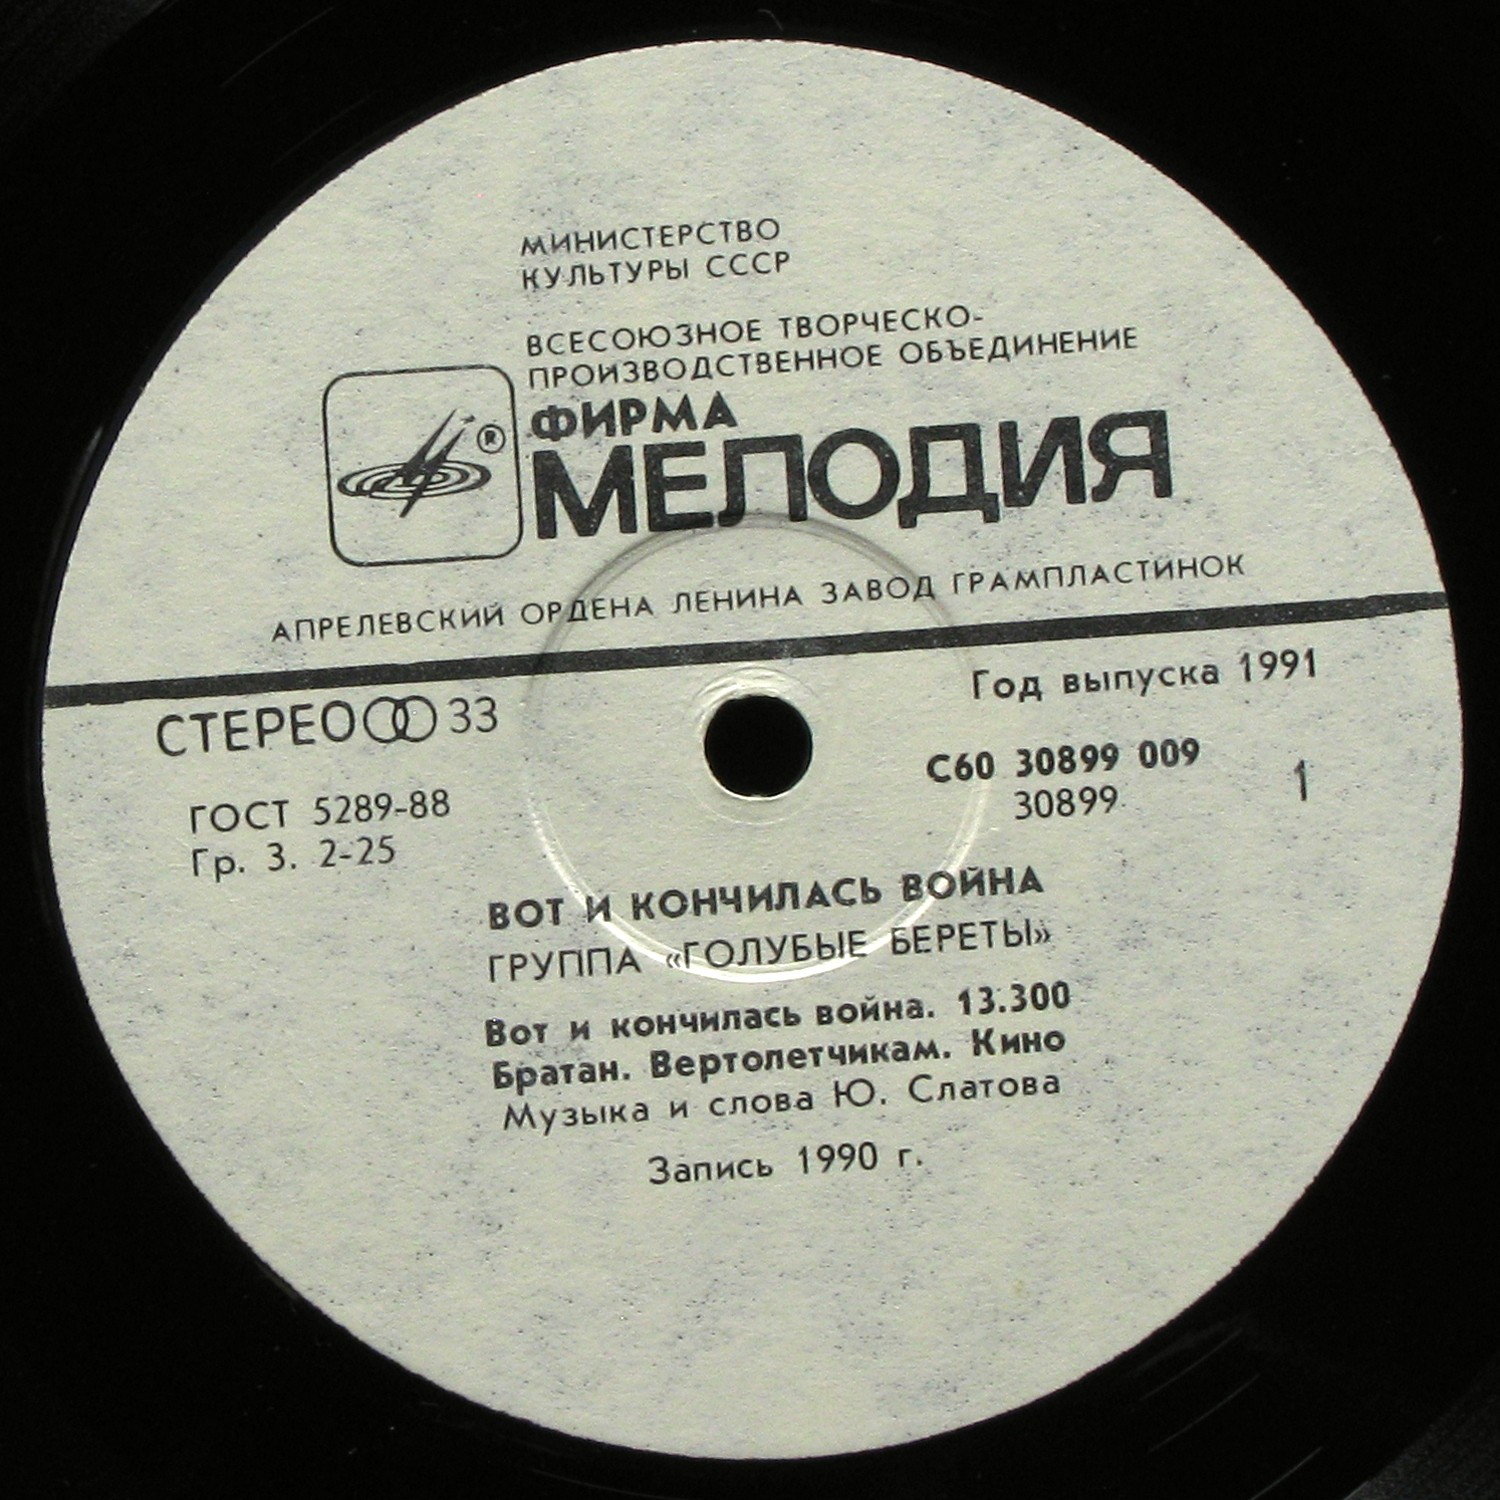 МИНИСТЕРСТВО
КУЛЬТУРЫ СССР
ВСЕСОЮЗНОЕ ТВОРЧЕСКО-
ПРОИЗВОДСТВЕННОЕ ОБЪЕДИНЕНИЕ
ФИРМА
®
МЕЛОДИЯ
АПРЕЛЕВСКИЙ ОРДЕНА ЛЕНИНА ЗАВОД ГРАМПЛАСТИНОК
Год выпуска 1991
СТЕРЕО 33
С60 30899 009
30899
1
ГОСТ 5289-88
Гр. 3. 2-25
ВОТ И КОНЧИЛАСЬ ВОЙНА
ГРУППА «ГОЛУБЫЕ БЕРЕТЫ»
Вот и кончилась война. 13.300
Братан. Вертолетчикам. Кино
Музыка и слова Ю. Слатова
Запись 1990 г.